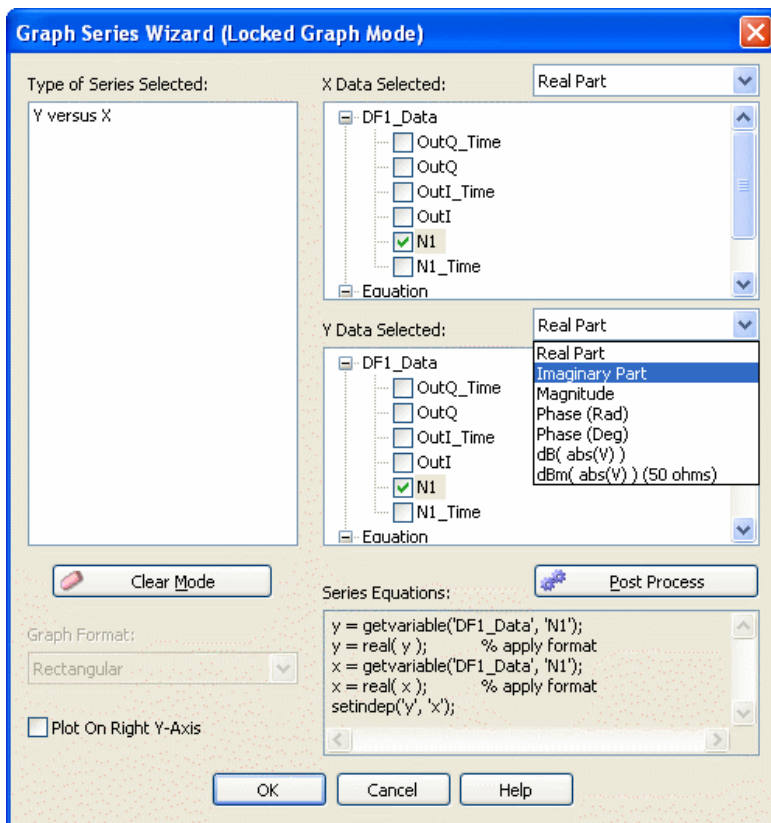 Graph Series Wizard (Locked Graph Mode)
Type of Series Selected:
Y versus X
X Data Selected:
Real Part
DF1_Data
OutQ_Time
OutQ
OutI_Time
OutI
N1
N1_Time
Equation
Y Data Selected:
Real Part
Real Part
Imaginary Part
Magnitude
Phase (Rad)
Phase (Deg)
dB( abs(V) )
dBm( abs(V) ) (50 ohms)
DF1_Data
OutQ_Time
OutQ
OutI_Time
OutI
N1
N1_Time
Equation
Clear Mode
Post Process
Graph Format:
Rectangular
Plot On Right Y-Axis
Series Equations:
y = getvariable('DF1_Data', 'N1');
y = real( y ); % apply format
x = getvariable('DF1_Data', 'N1');
x = real( x ); % apply format
setindep('y', 'x');
OK
Cancel
Help